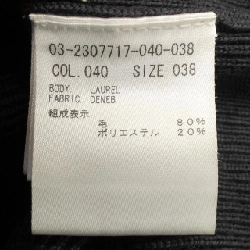 03-2307717-040-038
COL.040 SIZE 038
BODY LAUREL
FABRIC DENEB
組成表示
毛 80%
ポリエステル 20%